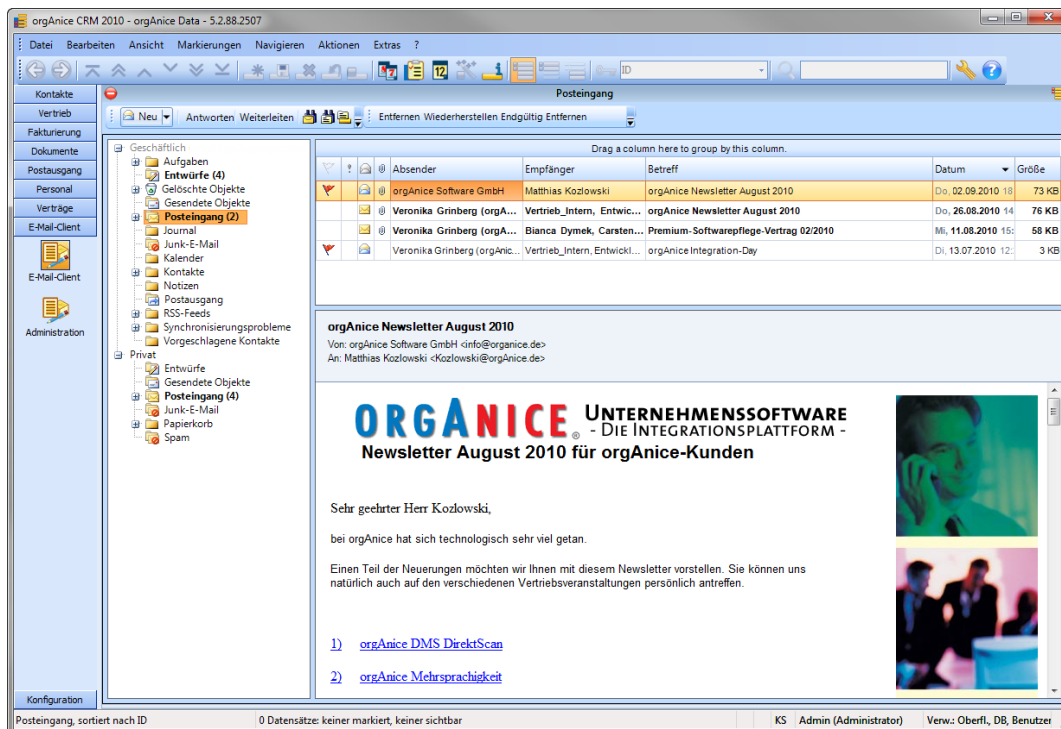 orgAnice CRM 2010 - orgAnice Data - 5.2.88.2507
Datei Bearbeiten Ansicht Markierungen Navigieren Aktionen Extras ?
ID
Kontakte
Vertrieb
Fakturierung
Dokumente
Postausgang
Personal
Verträge
E-Mail-Client
E-Mail-Client
Administration
Konfiguration
Posteingang
Neu Antworten Weiterleiten Entfernen Wiederherstellen Endgültig Entfernen
Geschäftlich
Aufgaben
Entwürfe (4)
Gelöschte Objekte
Gesendete Objekte
Posteingang (2)
Journal
Junk-E-Mail
Kalender
Kontakte
Notizen
Postausgang
RSS-Feeds
Synchronisierungsprobleme
Vorgeschlagene Kontakte
Privat
Entwürfe
Gesendete Objekte
Posteingang (4)
Junk-E-Mail
Papierkorb
Spam
Drag a column here to group by this column.
! Absender Empfänger Betreff Datum Größe
orgAnice Software GmbH Matthias Kozlowski orgAnice Newsletter August 2010 Do, 02.09.2010 18 73 KB
Veronika Grinberg (orgA... Vertrieb_Intern, Entwic... orgAnice Newsletter August 2010 Do, 26.08.2010 14 76 KB
Veronika Grinberg (orgA... Bianca Dymek, Carsten... Premium-Softwarepflege-Vertrag 02/2010 Mi, 11.08.2010 15: 58 KB
Veronika Grinberg (orgAnic... Vertrieb_Intern, Entwickl... orgAnice Integration-Day Di, 13.07.2010 12: 3 KB
orgAnice Newsletter August 2010
Von: orgAnice Software GmbH <info@organice.de>
An: Matthias Kozlowski <Kozlowski@orgAnice.de>
ORGANICE® UNTERNEHMENSSOFTWARE
- DIE INTEGRATIONSPLATTFORM -
Newsletter August 2010 für orgAnice-Kunden
Sehr geehrter Herr Kozlowski,
bei orgAnice hat sich technologisch sehr viel getan.
Einen Teil der Neuerungen möchten wir Ihnen mit diesem Newsletter vorstellen. Sie können uns
natürlich auch auf den verschiedenen Vertriebsveranstaltungen persönlich antreffen.
1) orgAnice DMS DirektScan
2) orgAnice Mehrsprachigkeit
Posteingang, sortiert nach ID 0 Datensätze: keiner markiert, keiner sichtbar KS Admin (Administrator) Verw.: Oberfl., DB, Benutzer